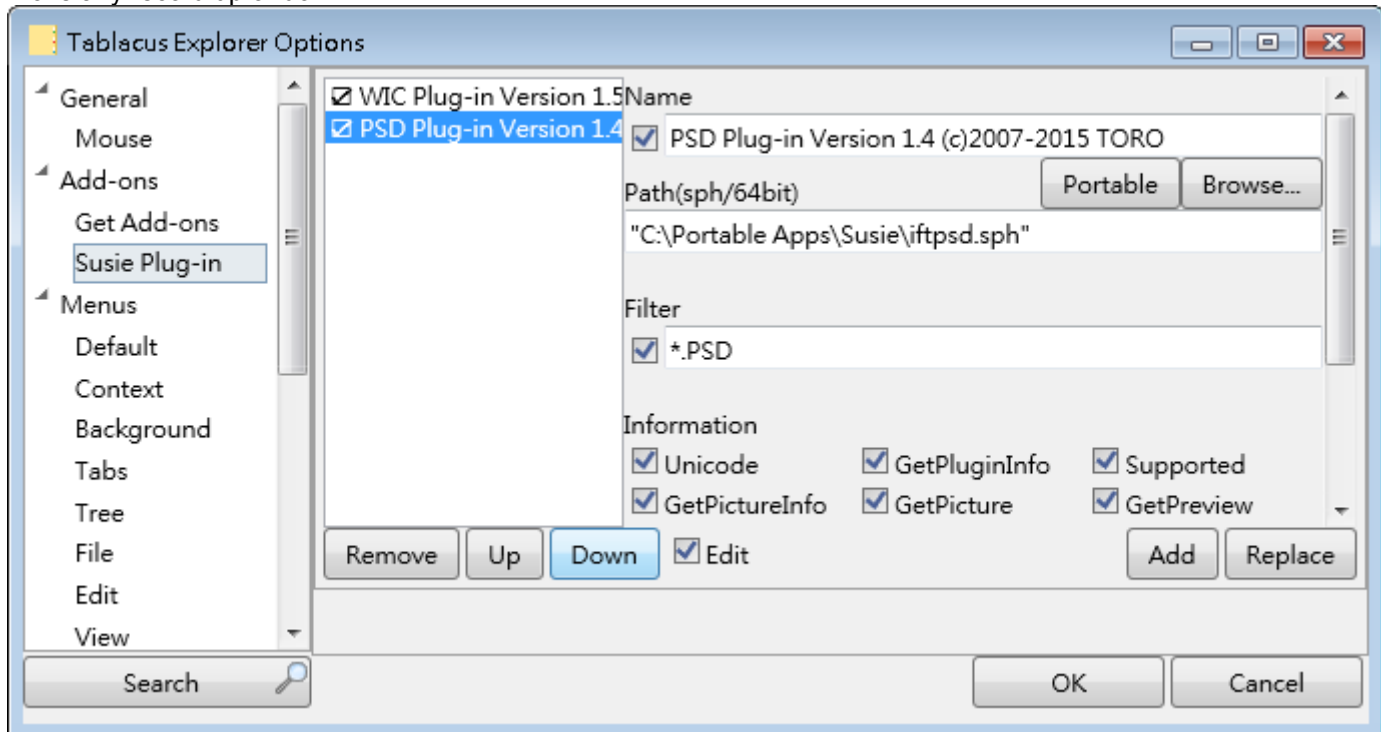 Tablacus Explorer Options
General
Mouse
Add-ons
Get Add-ons
Susie Plug-in
Menus
Default
Context
Background
Tabs
Tree
File
Edit
View
Search
WIC Plug-in Version 1.5
PSD Plug-in Version 1.4
Name
PSD Plug-in Version 1.4 (c)2007-2015 TORO
Path(sph/64bit)
Portable
Browse...
"C:\Portable Apps\Susie\iftpsd.sph"
Filter
*.PSD
Information
Unicode GetPluginInfo Supported
GetPictureInfo GetPicture GetPreview
Remove Up Down Edit Add Replace
OK Cancel